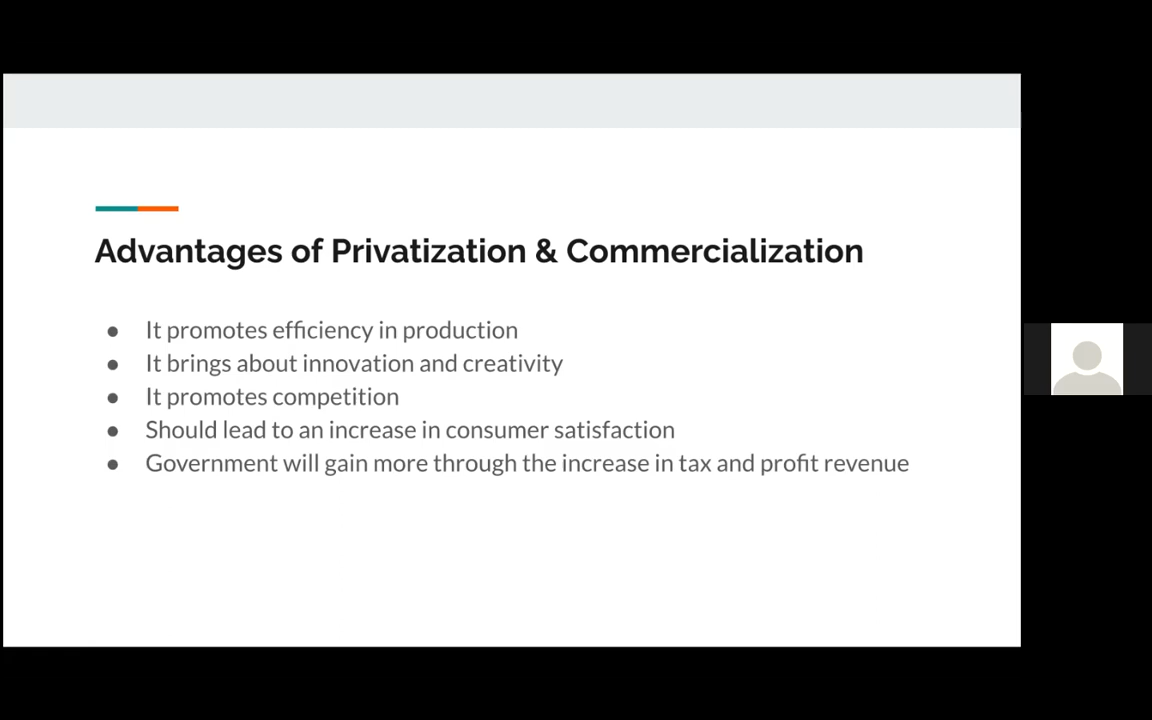 Advantages of Privatization & Commercialization
● It promotes efficiency in production
● It brings about innovation and creativity
● It promotes competition
● Should lead to an increase in consumer satisfaction
● Government will gain more through the increase in tax and profit revenue